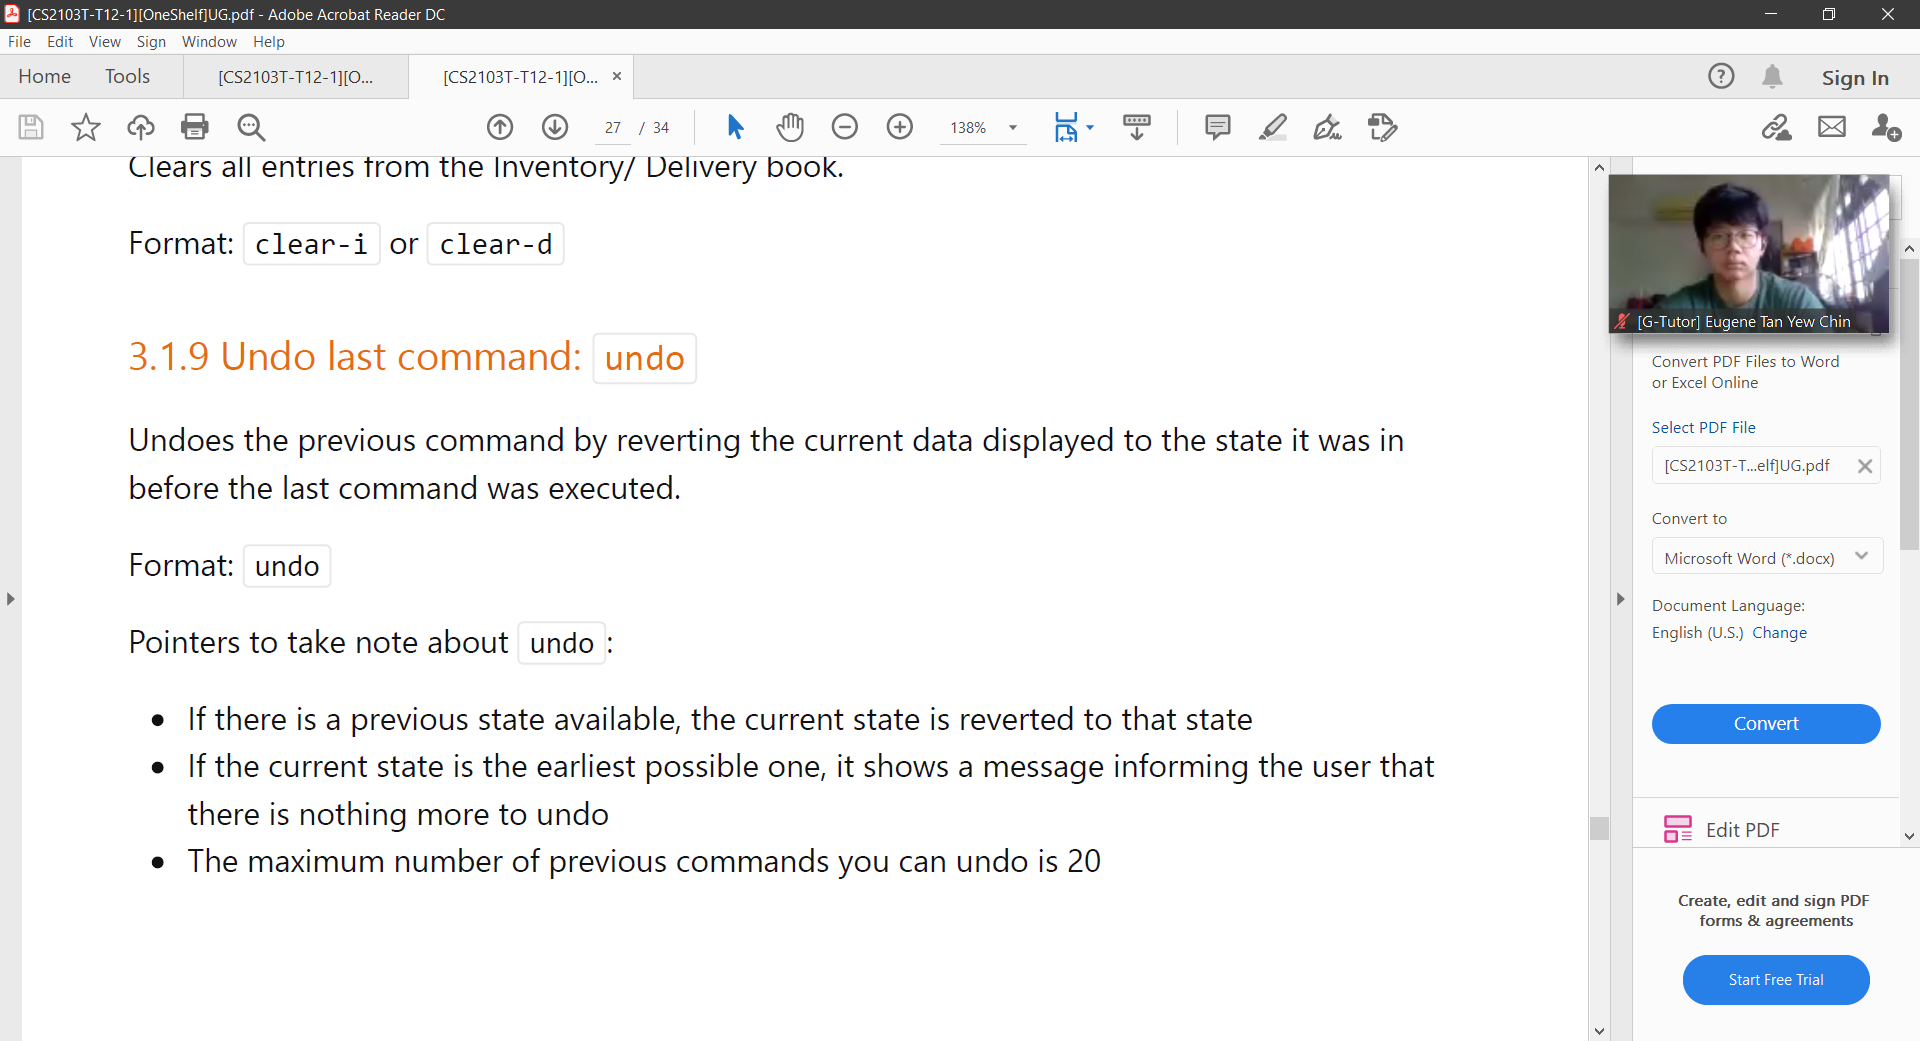 [CS2103T-T12-1][OneShelf]UG.pdf - Adobe Acrobat Reader DC
File Edit View Sign Window Help
Home Tools [CS2103T-T12-1][O... [CS2103T-T12-1][O... × Sign In
27 / 34 138%
Clears all entries from the Inventory/ Delivery book.
Format: clear-i or clear-d
3.1.9 Undo last command: undo
Undoes the previous command by reverting the current data displayed to the state it was in
before the last command was executed.
Format: undo
Pointers to take note about undo:
• If there is a previous state available, the current state is reverted to that state
• If the current state is the earliest possible one, it shows a message informing the user that
there is nothing more to undo
• The maximum number of previous commands you can undo is 20
[G-Tutor] Eugene Tan Yew Chin
Convert PDF Files to Word
or Excel Online
Select PDF File
[CS2103T-T...elf]UG.pdf
Convert to
Microsoft Word (*.docx)
Document Language:
English (U.S.) Change
Convert
Edit PDF
Create, edit and sign PDF
forms & agreements
Start Free Trial